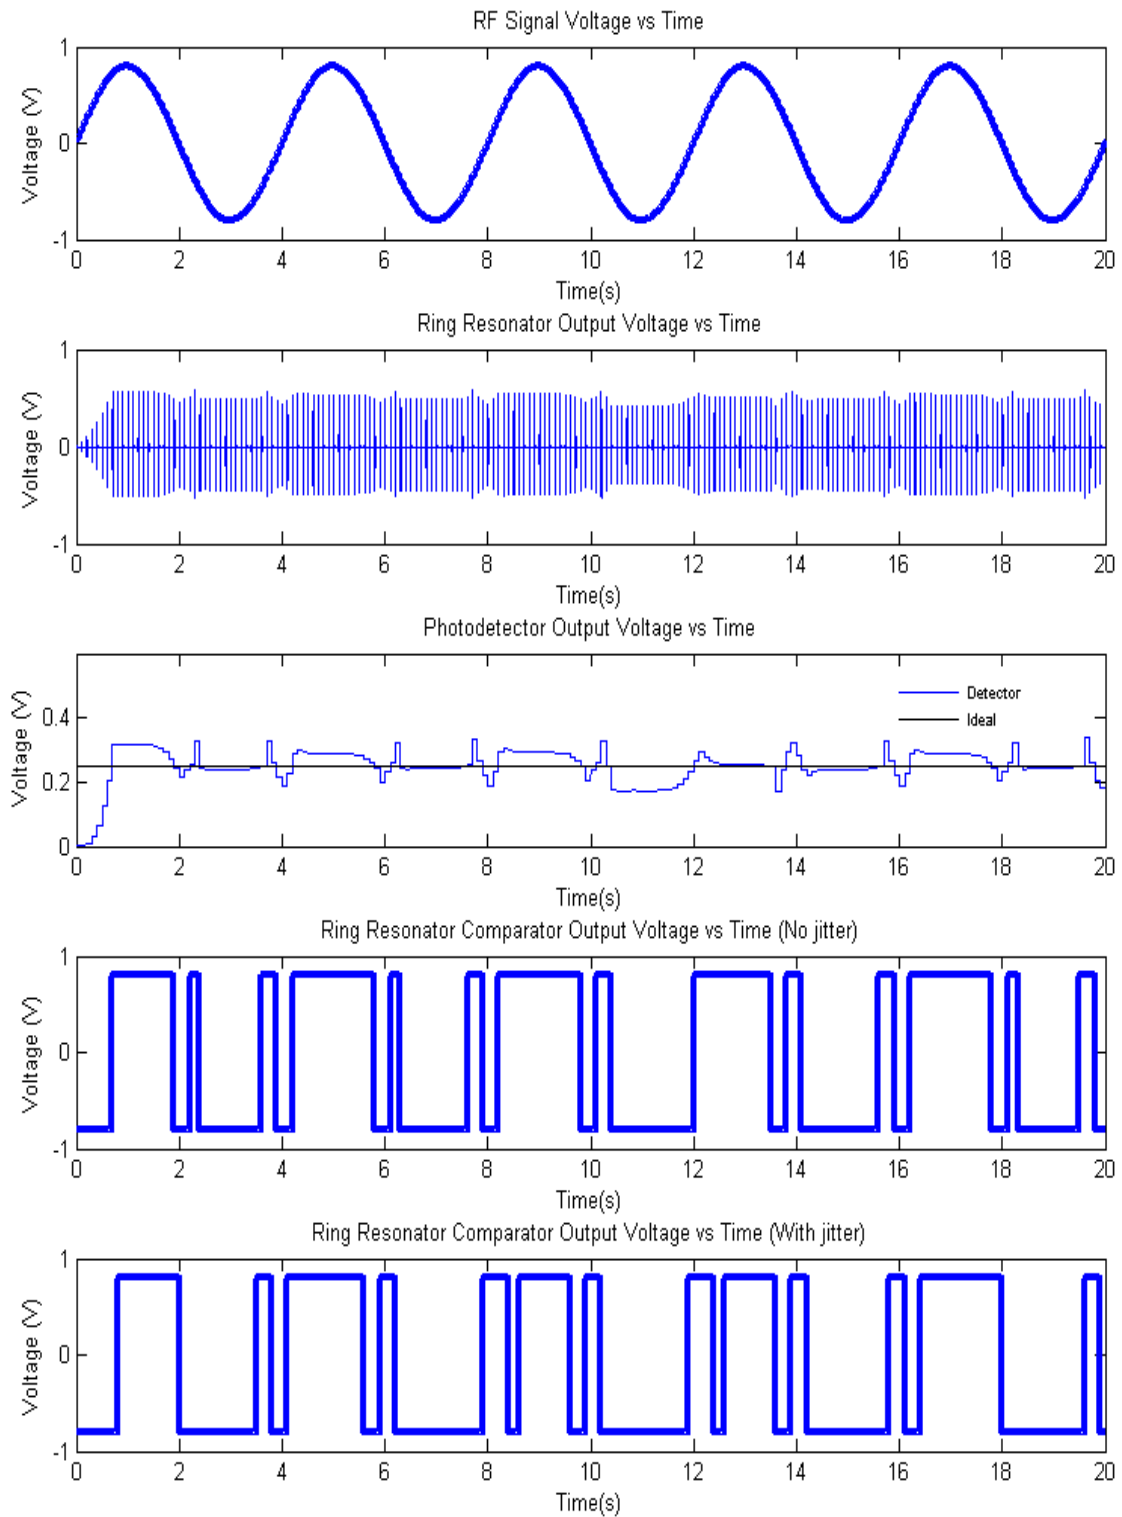 RF Signal Voltage vs Time
1
0
-1
Voltage (V)
0 2 4 6 8 10 12 14 16 18 20
Time(s)
Ring Resonator Output Voltage vs Time
1
0
-1
Voltage (V)
0 2 4 6 8 10 12 14 16 18 20
Time(s)
Photodetector Output Voltage vs Time
0.4
0.2
0
Voltage (V)
Detector
Ideal
0 2 4 6 8 10 12 14 16 18 20
Time(s)
Ring Resonator Comparator Output Voltage vs Time (No jitter)
1
0
-1
Voltage (V)
0 2 4 6 8 10 12 14 16 18 20
Time(s)
Ring Resonator Comparator Output Voltage vs Time (With jitter)
1
0
-1
Voltage (V)
0 2 4 6 8 10 12 14 16 18 20
Time(s)